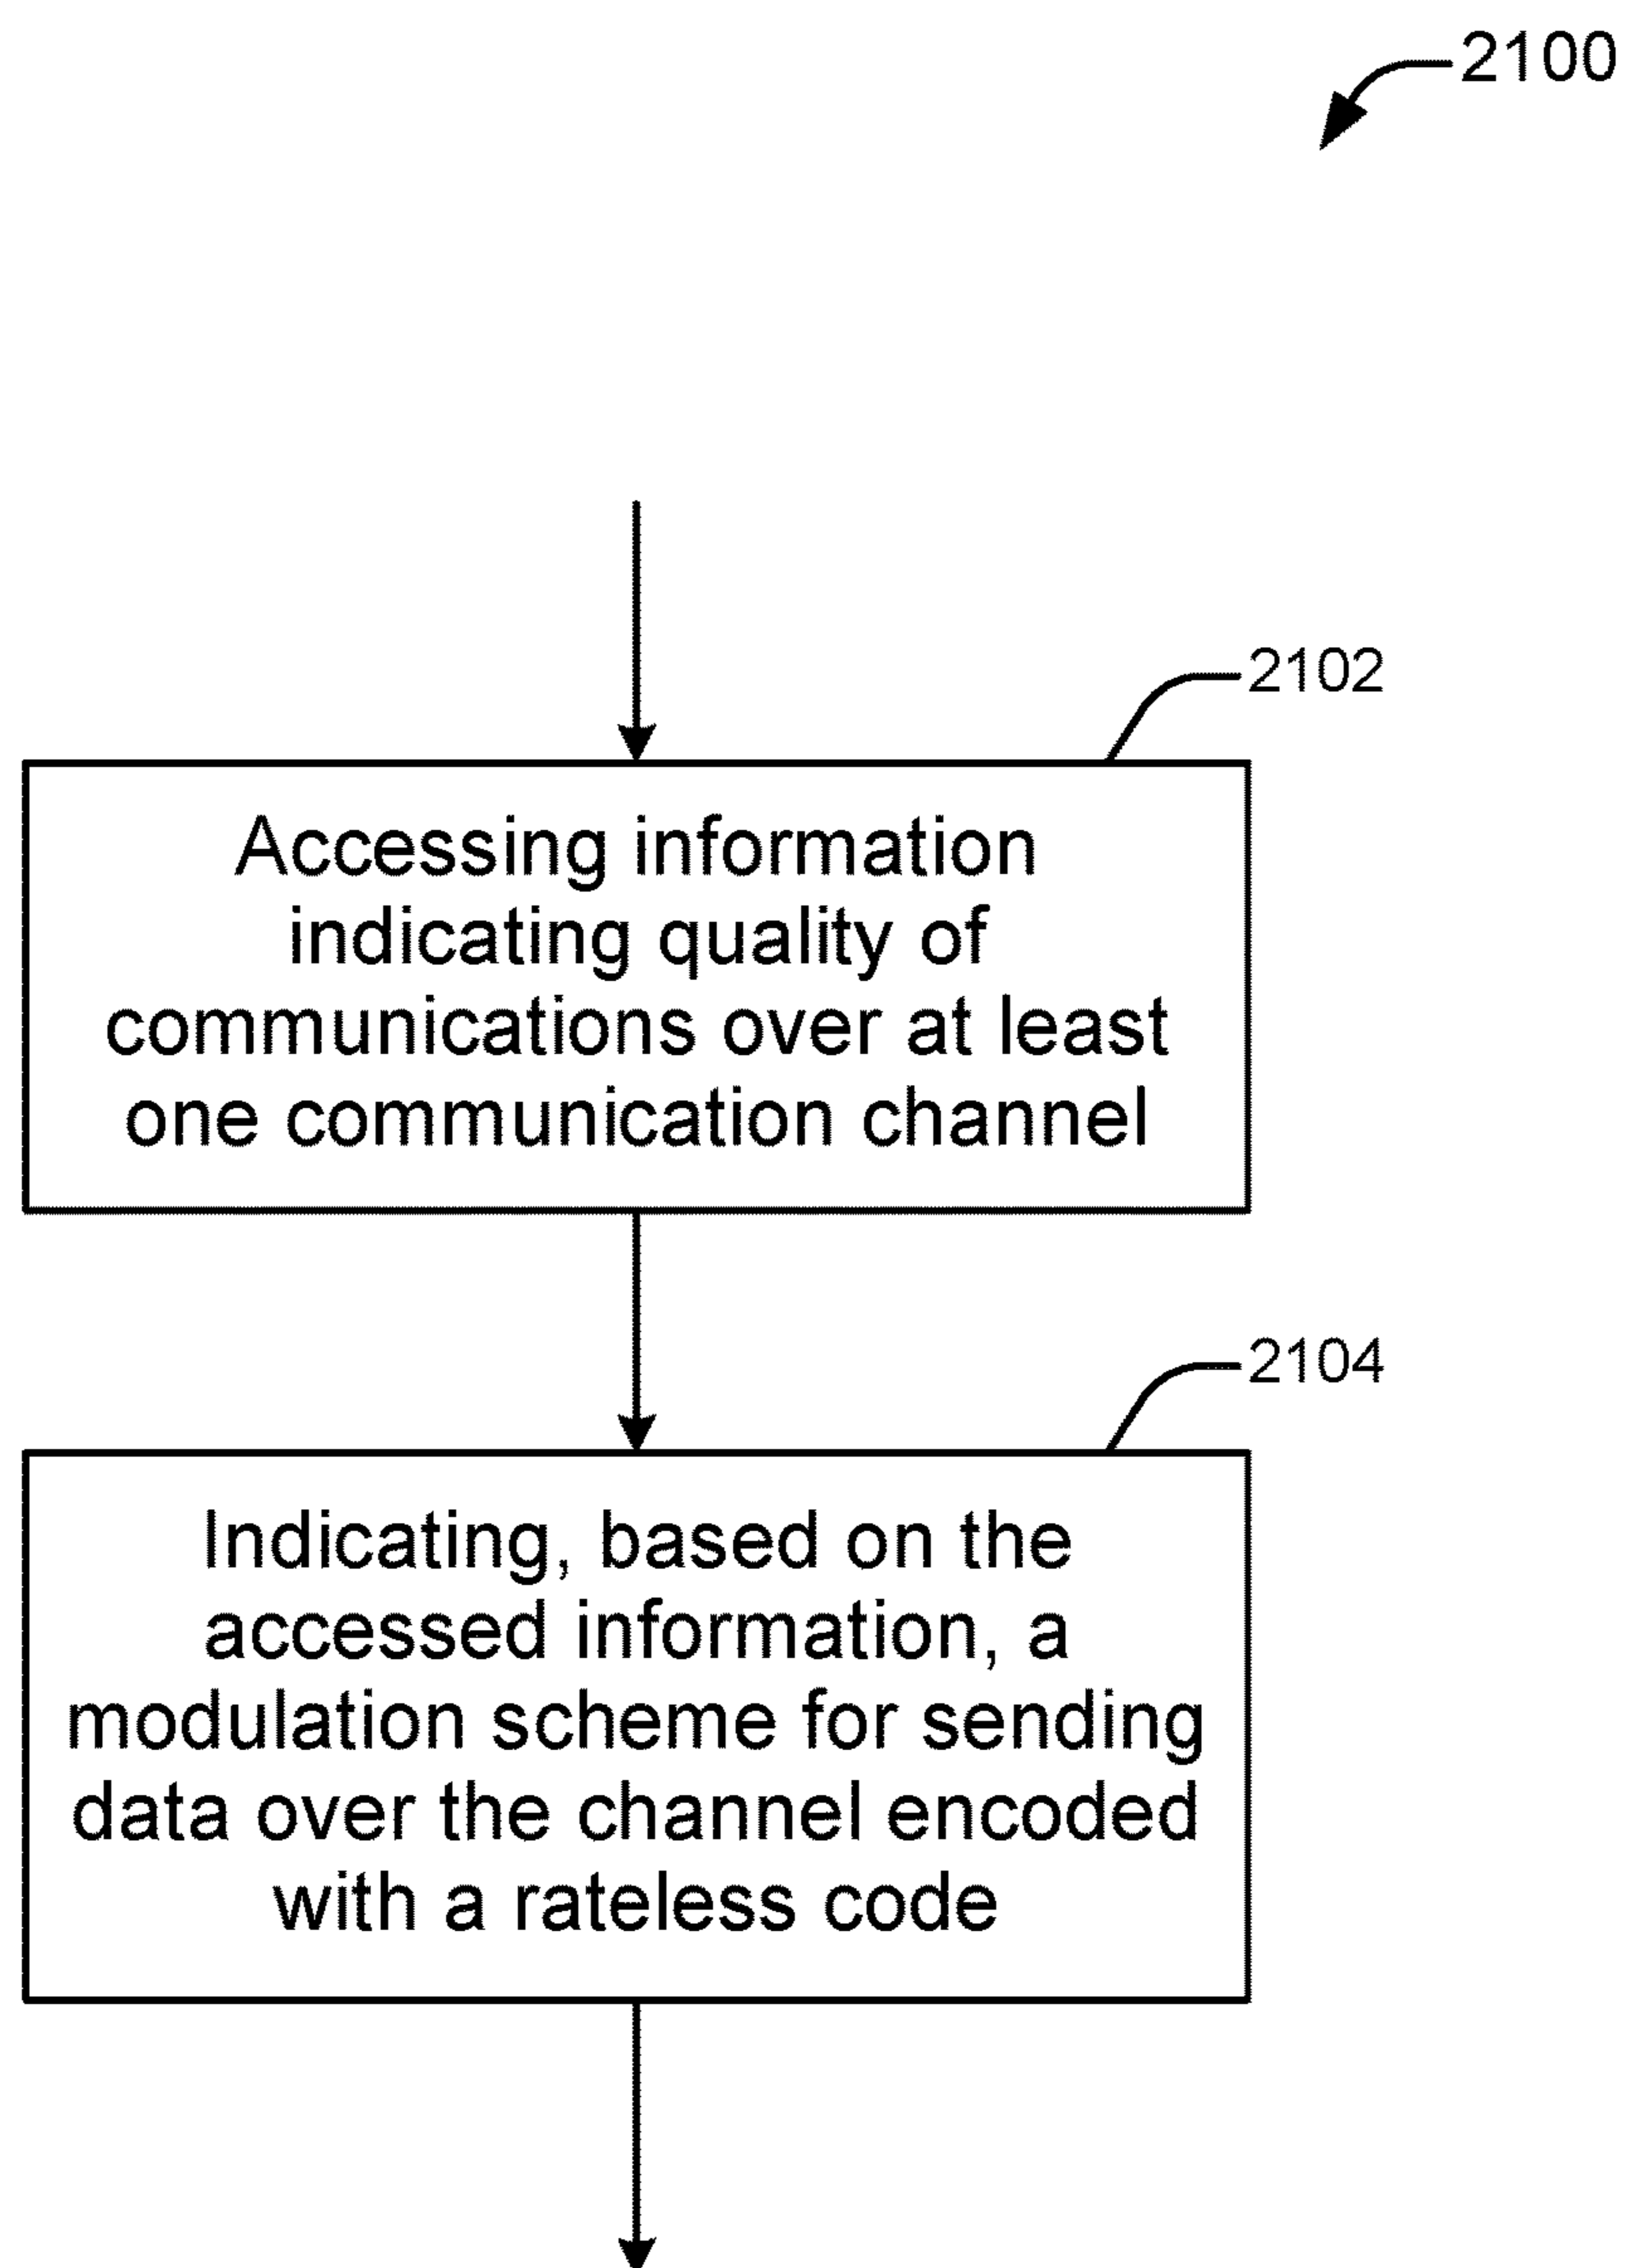 2100
2102
Accessing information
indicating quality of
communications over at least
one communication channel
2104
Indicating, based on the
accessed information, a
modulation scheme for sending
data over the channel encoded
with a rateless code